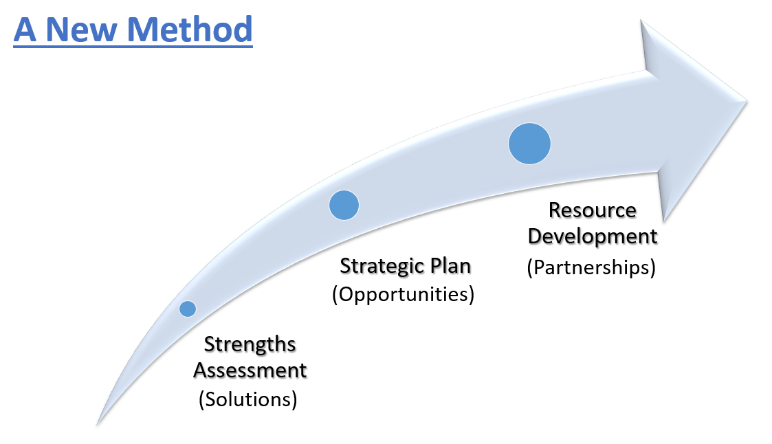 A New Method
Resource
Development
(Partnerships)
Strategic Plan
(Opportunities)
Strengths
Assessment
(Solutions)